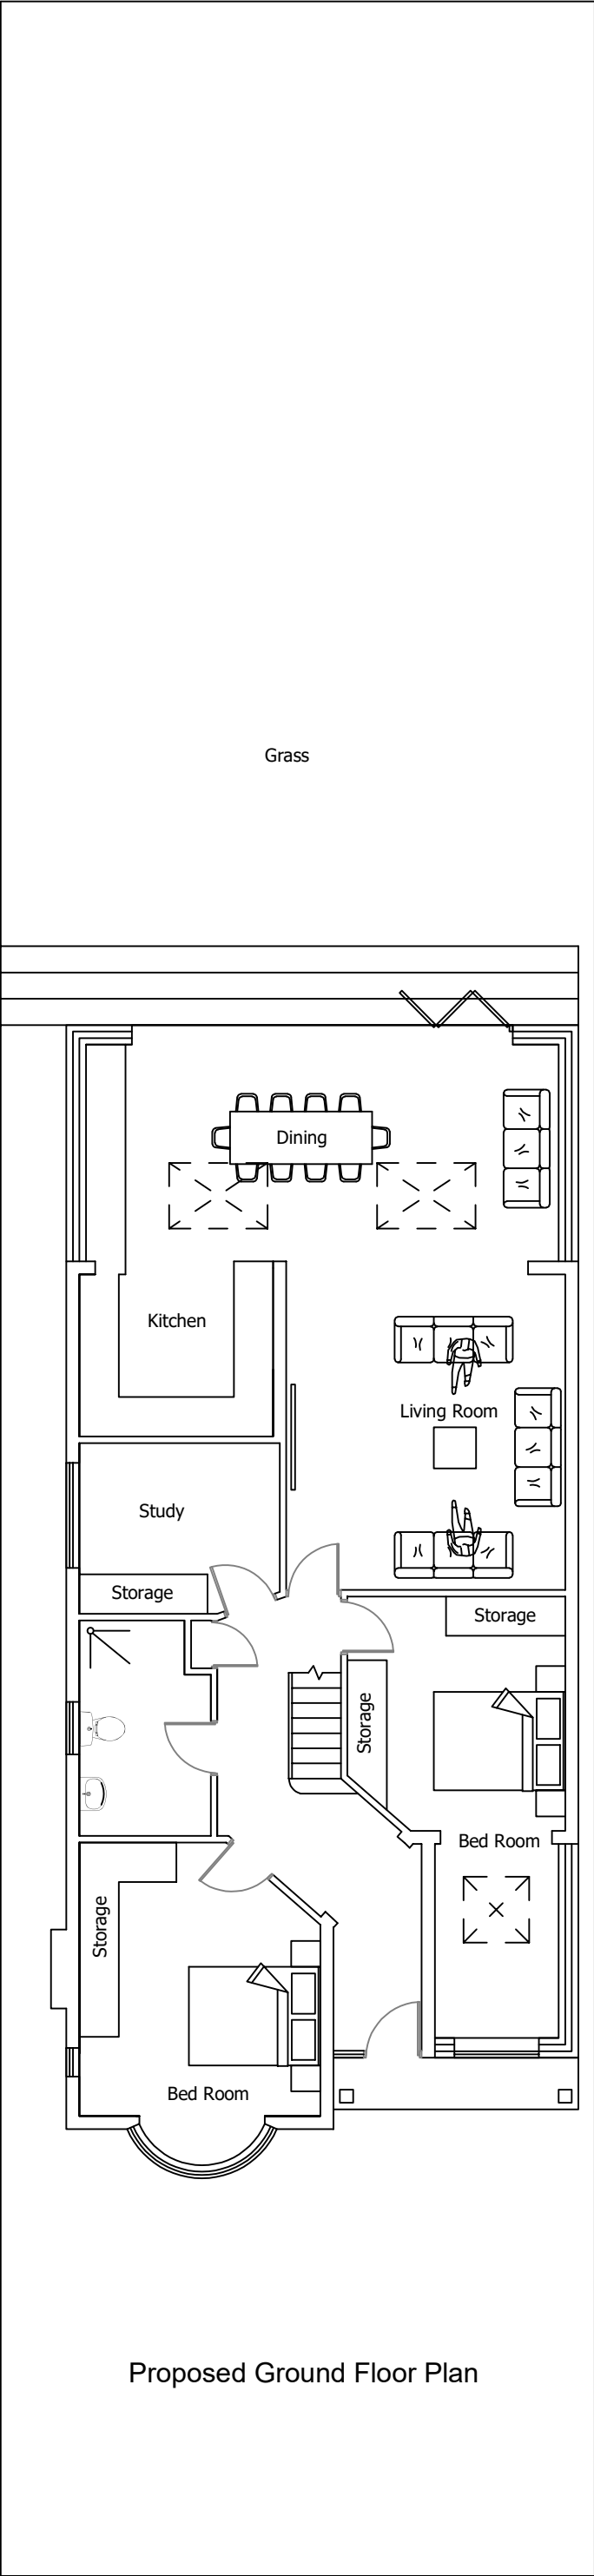 Grass
Dining
Kitchen
Living Room
Study
Storage
Storage
Storage
Bed Room
Storage
Bed Room
Proposed Ground Floor Plan